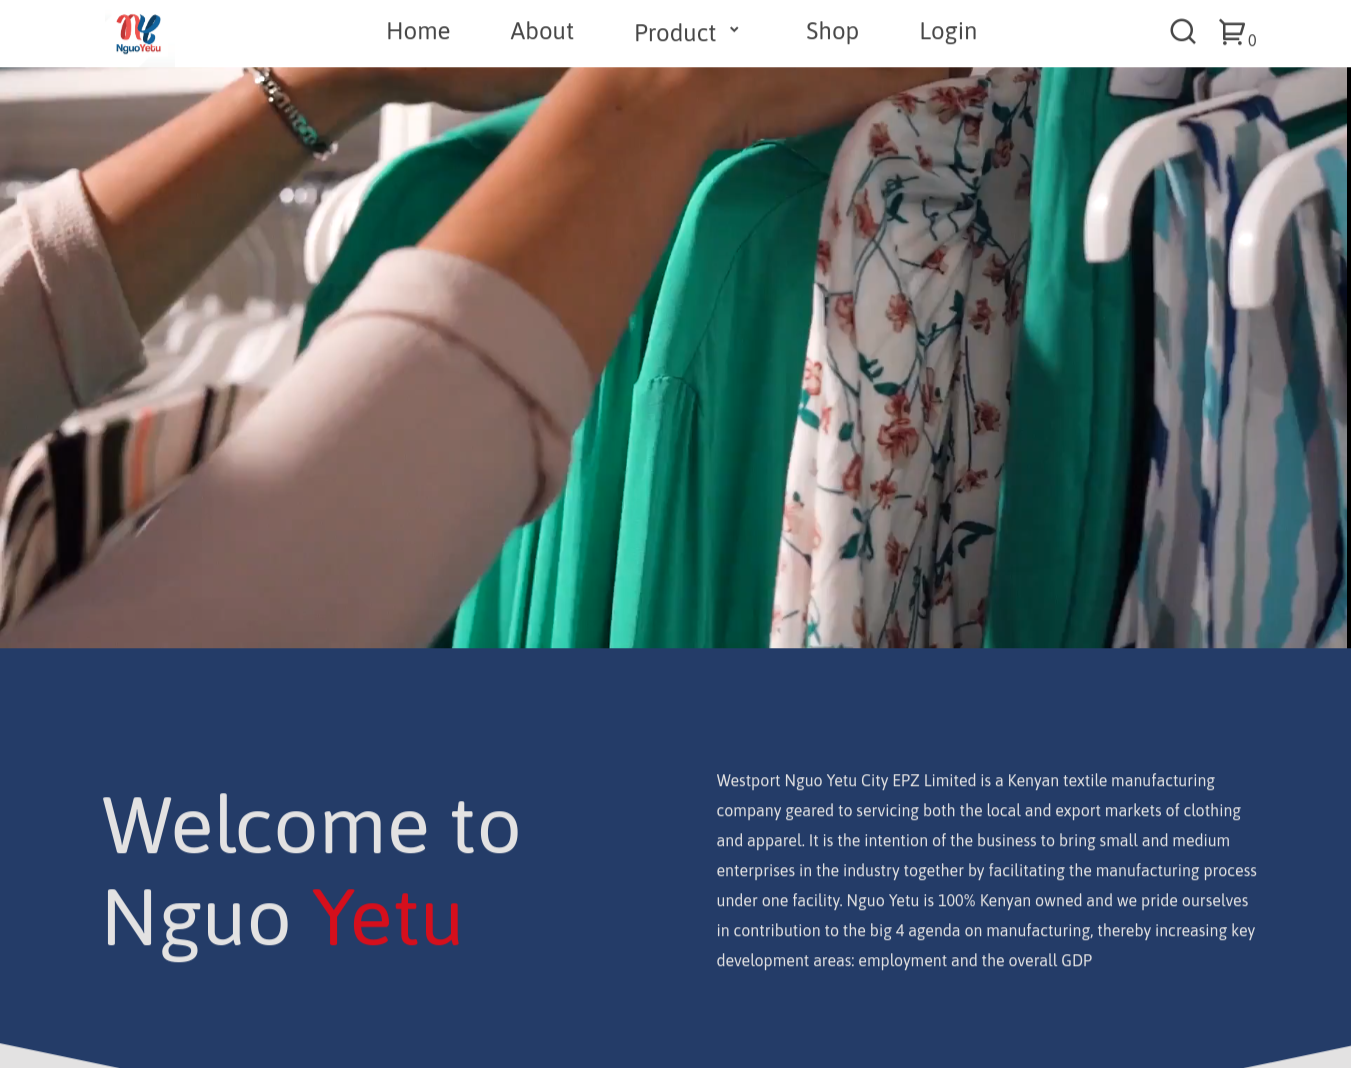 NguoYetu
Home
About
Product
Shop
Login
0
Welcome to
Nguo Yetu
Westport Nguo Yetu City EPZ Limited is a Kenyan textile manufacturing
company geared to servicing both the local and export markets of clothing
and apparel. It is the intention of the business to bring small and medium
enterprises in the industry together by facilitating the manufacturing process
under one facility. Nguo Yetu is 100% Kenyan owned and we pride ourselves
in contribution to the big 4 agenda on manufacturing, thereby increasing key
development areas: employment and the overall GDP